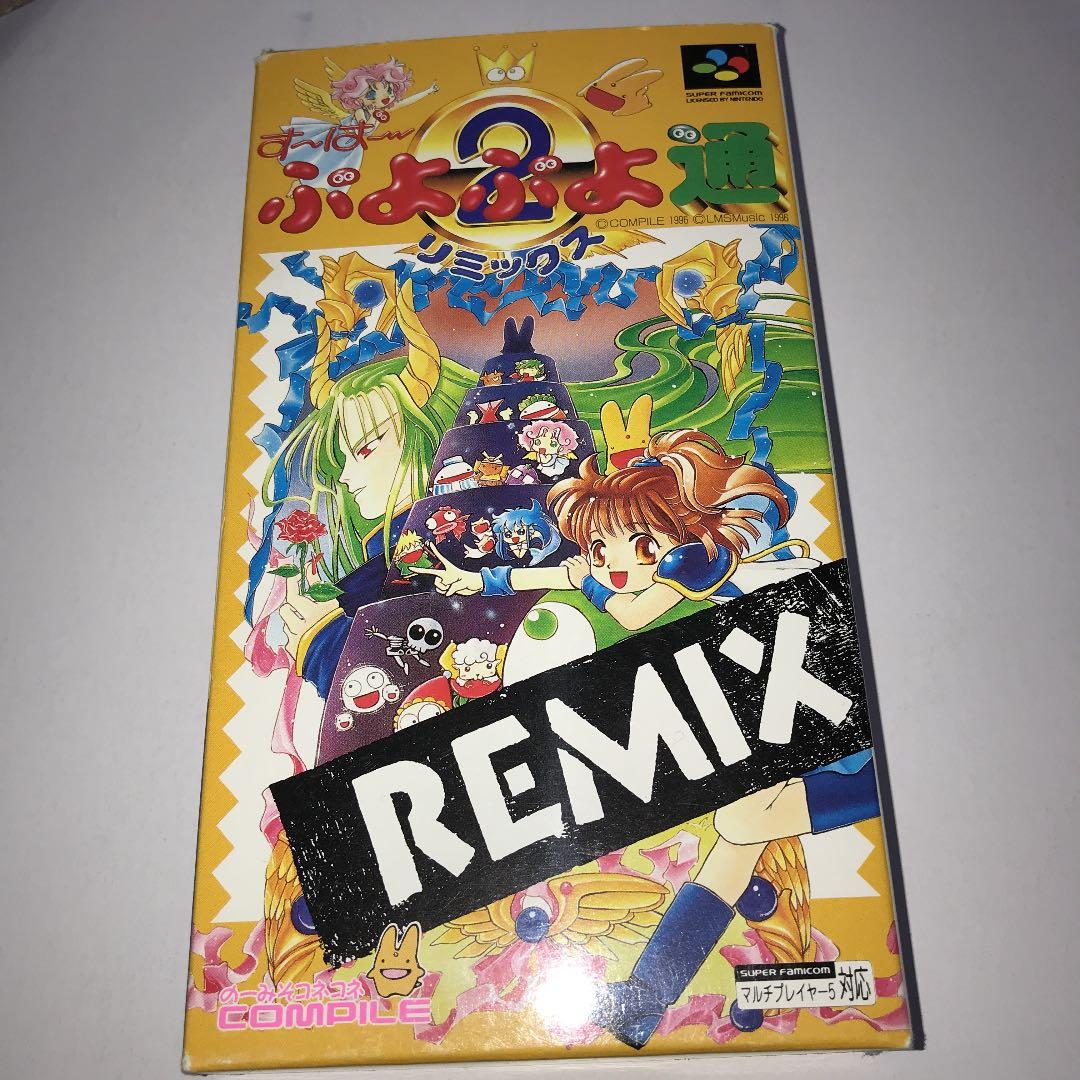 SUPER FAMICOM
LICENSED BY NINTENDO
す〜ぱ〜
ぷよぷよ通
2
©COMPILE 1996 ©LMSMusic 1996
リミックス
REMIX
の〜みそコネコネ
COMPILE
SUPER FAMICOM
マルチプレイヤー5 対応